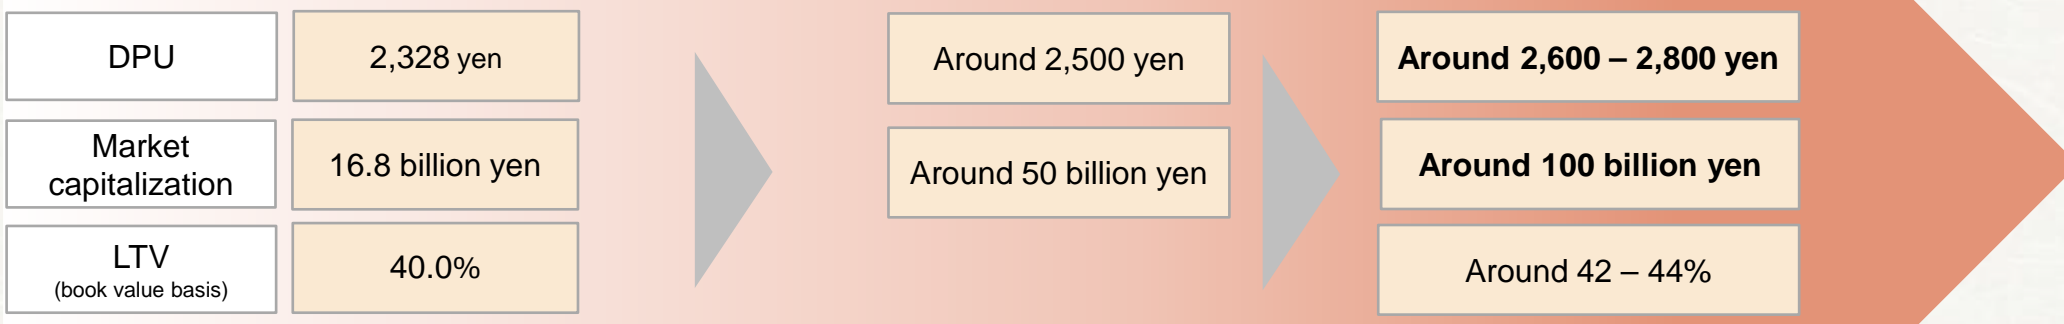 DPU
2,328 yen
Around 2,500 yen
Around 2,600 – 2,800 yen
Market
capitalization
16.8 billion yen
Around 50 billion yen
Around 100 billion yen
LTV
(book value basis)
40.0%
Around 42 – 44%